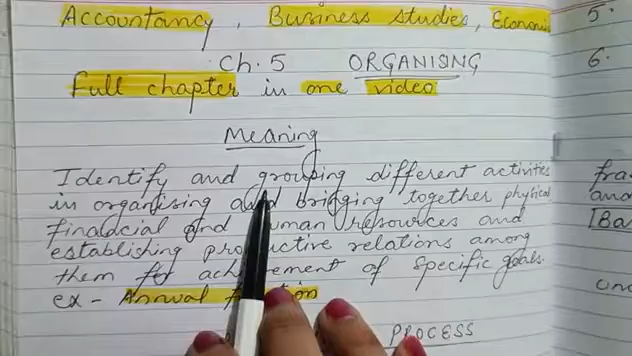 Accountancy, Business studies, Economi
Ch. 5 ORGANISING
Full chapter in one video
Meaning
Identify and grouping different activities
in organising and bringing together physical
financial and human resources and
establishing productive relations among
them for achievement of specific goals.
ex - Annual
PROCESS
5.
6.
fra
and
[Ba